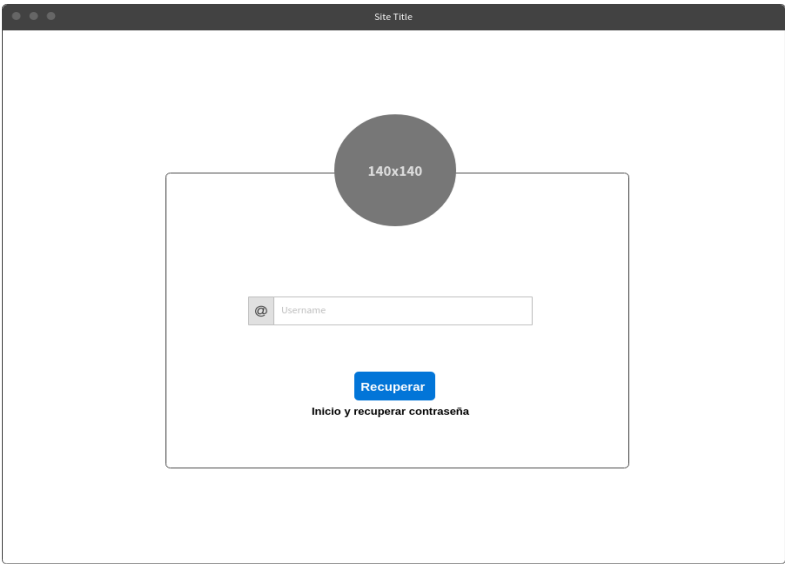 Site Title
140x140
@ Username
Recuperar
Inicio y recuperar contraseña